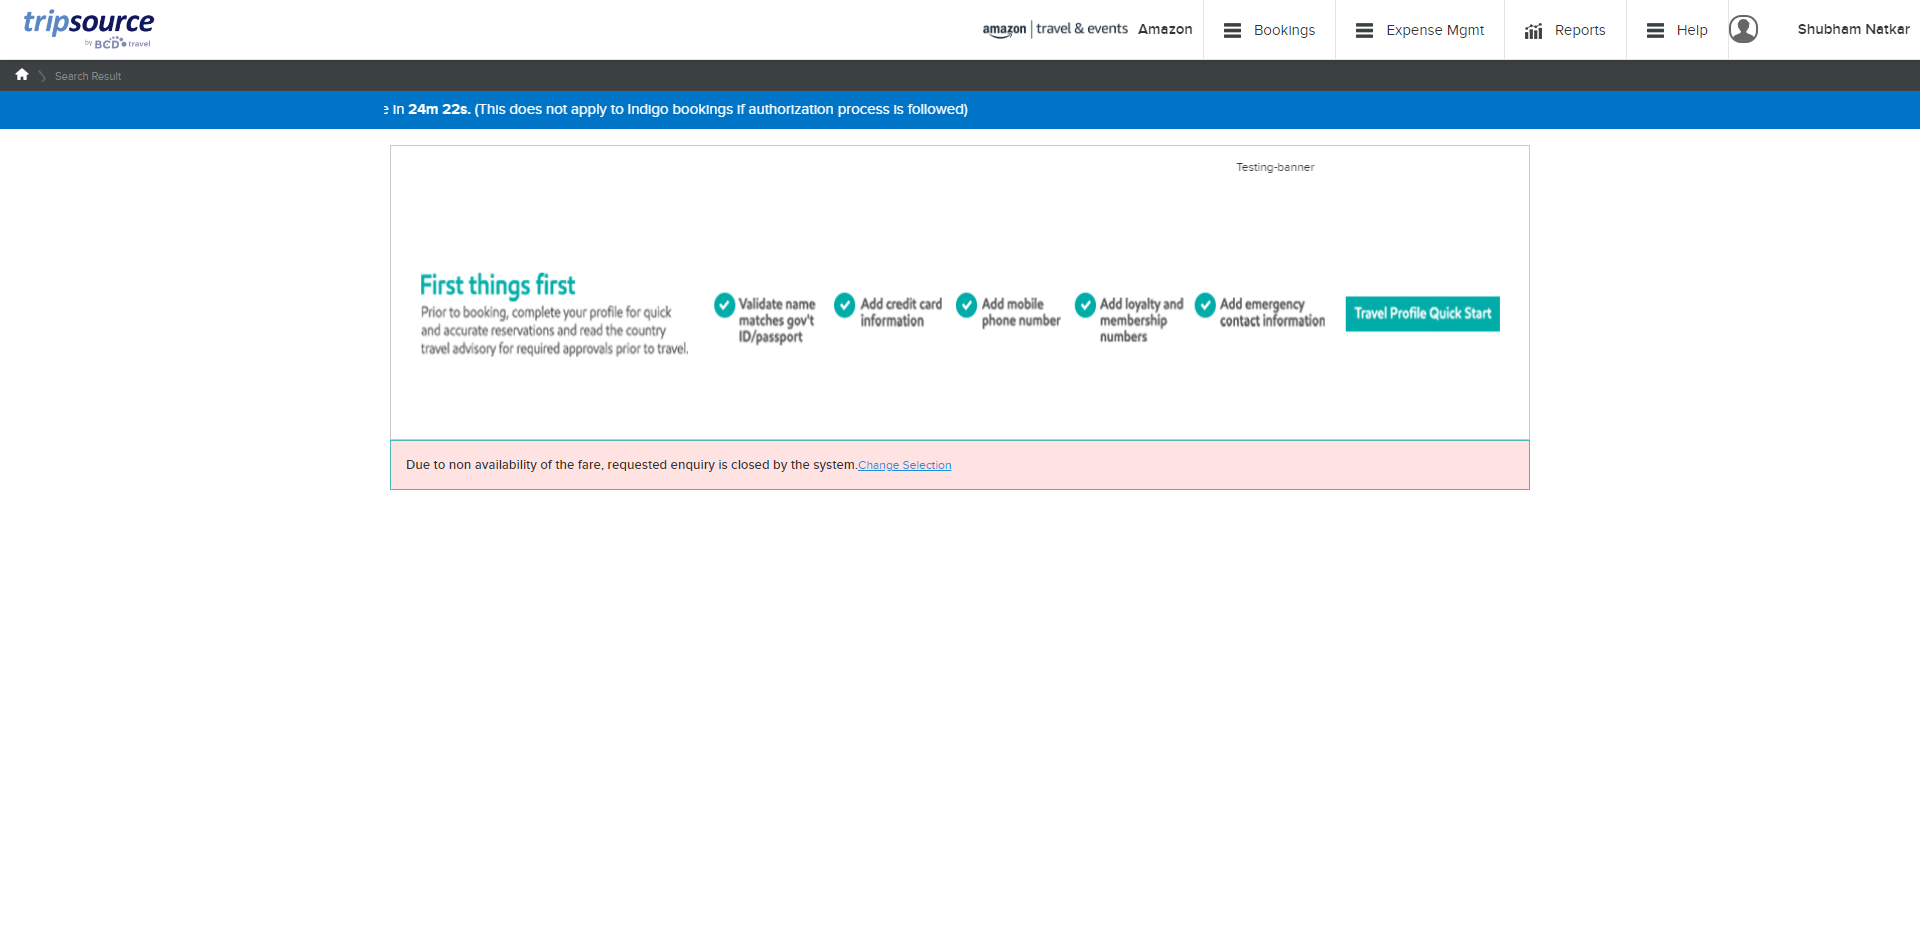 tripsource
by BCD travel
amazon | travel & events Amazon
Bookings
Expense Mgmt
Reports
Help
Shubham Natkar
Search Result
in 24m 22s. (This does not apply to Indigo bookings if authorization process is followed)
Testing-banner
First things first
Prior to booking, complete your profile for quick
and accurate reservations and read the country
travel advisory for required approvals prior to travel.
Validate name
matches gov't
ID/passport
Add credit card
information
Add mobile
phone number
Add loyalty and
membership
numbers
Add emergency
contact information
Travel Profile Quick Start
Due to non availability of the fare, requested enquiry is closed by the system.Change Selection